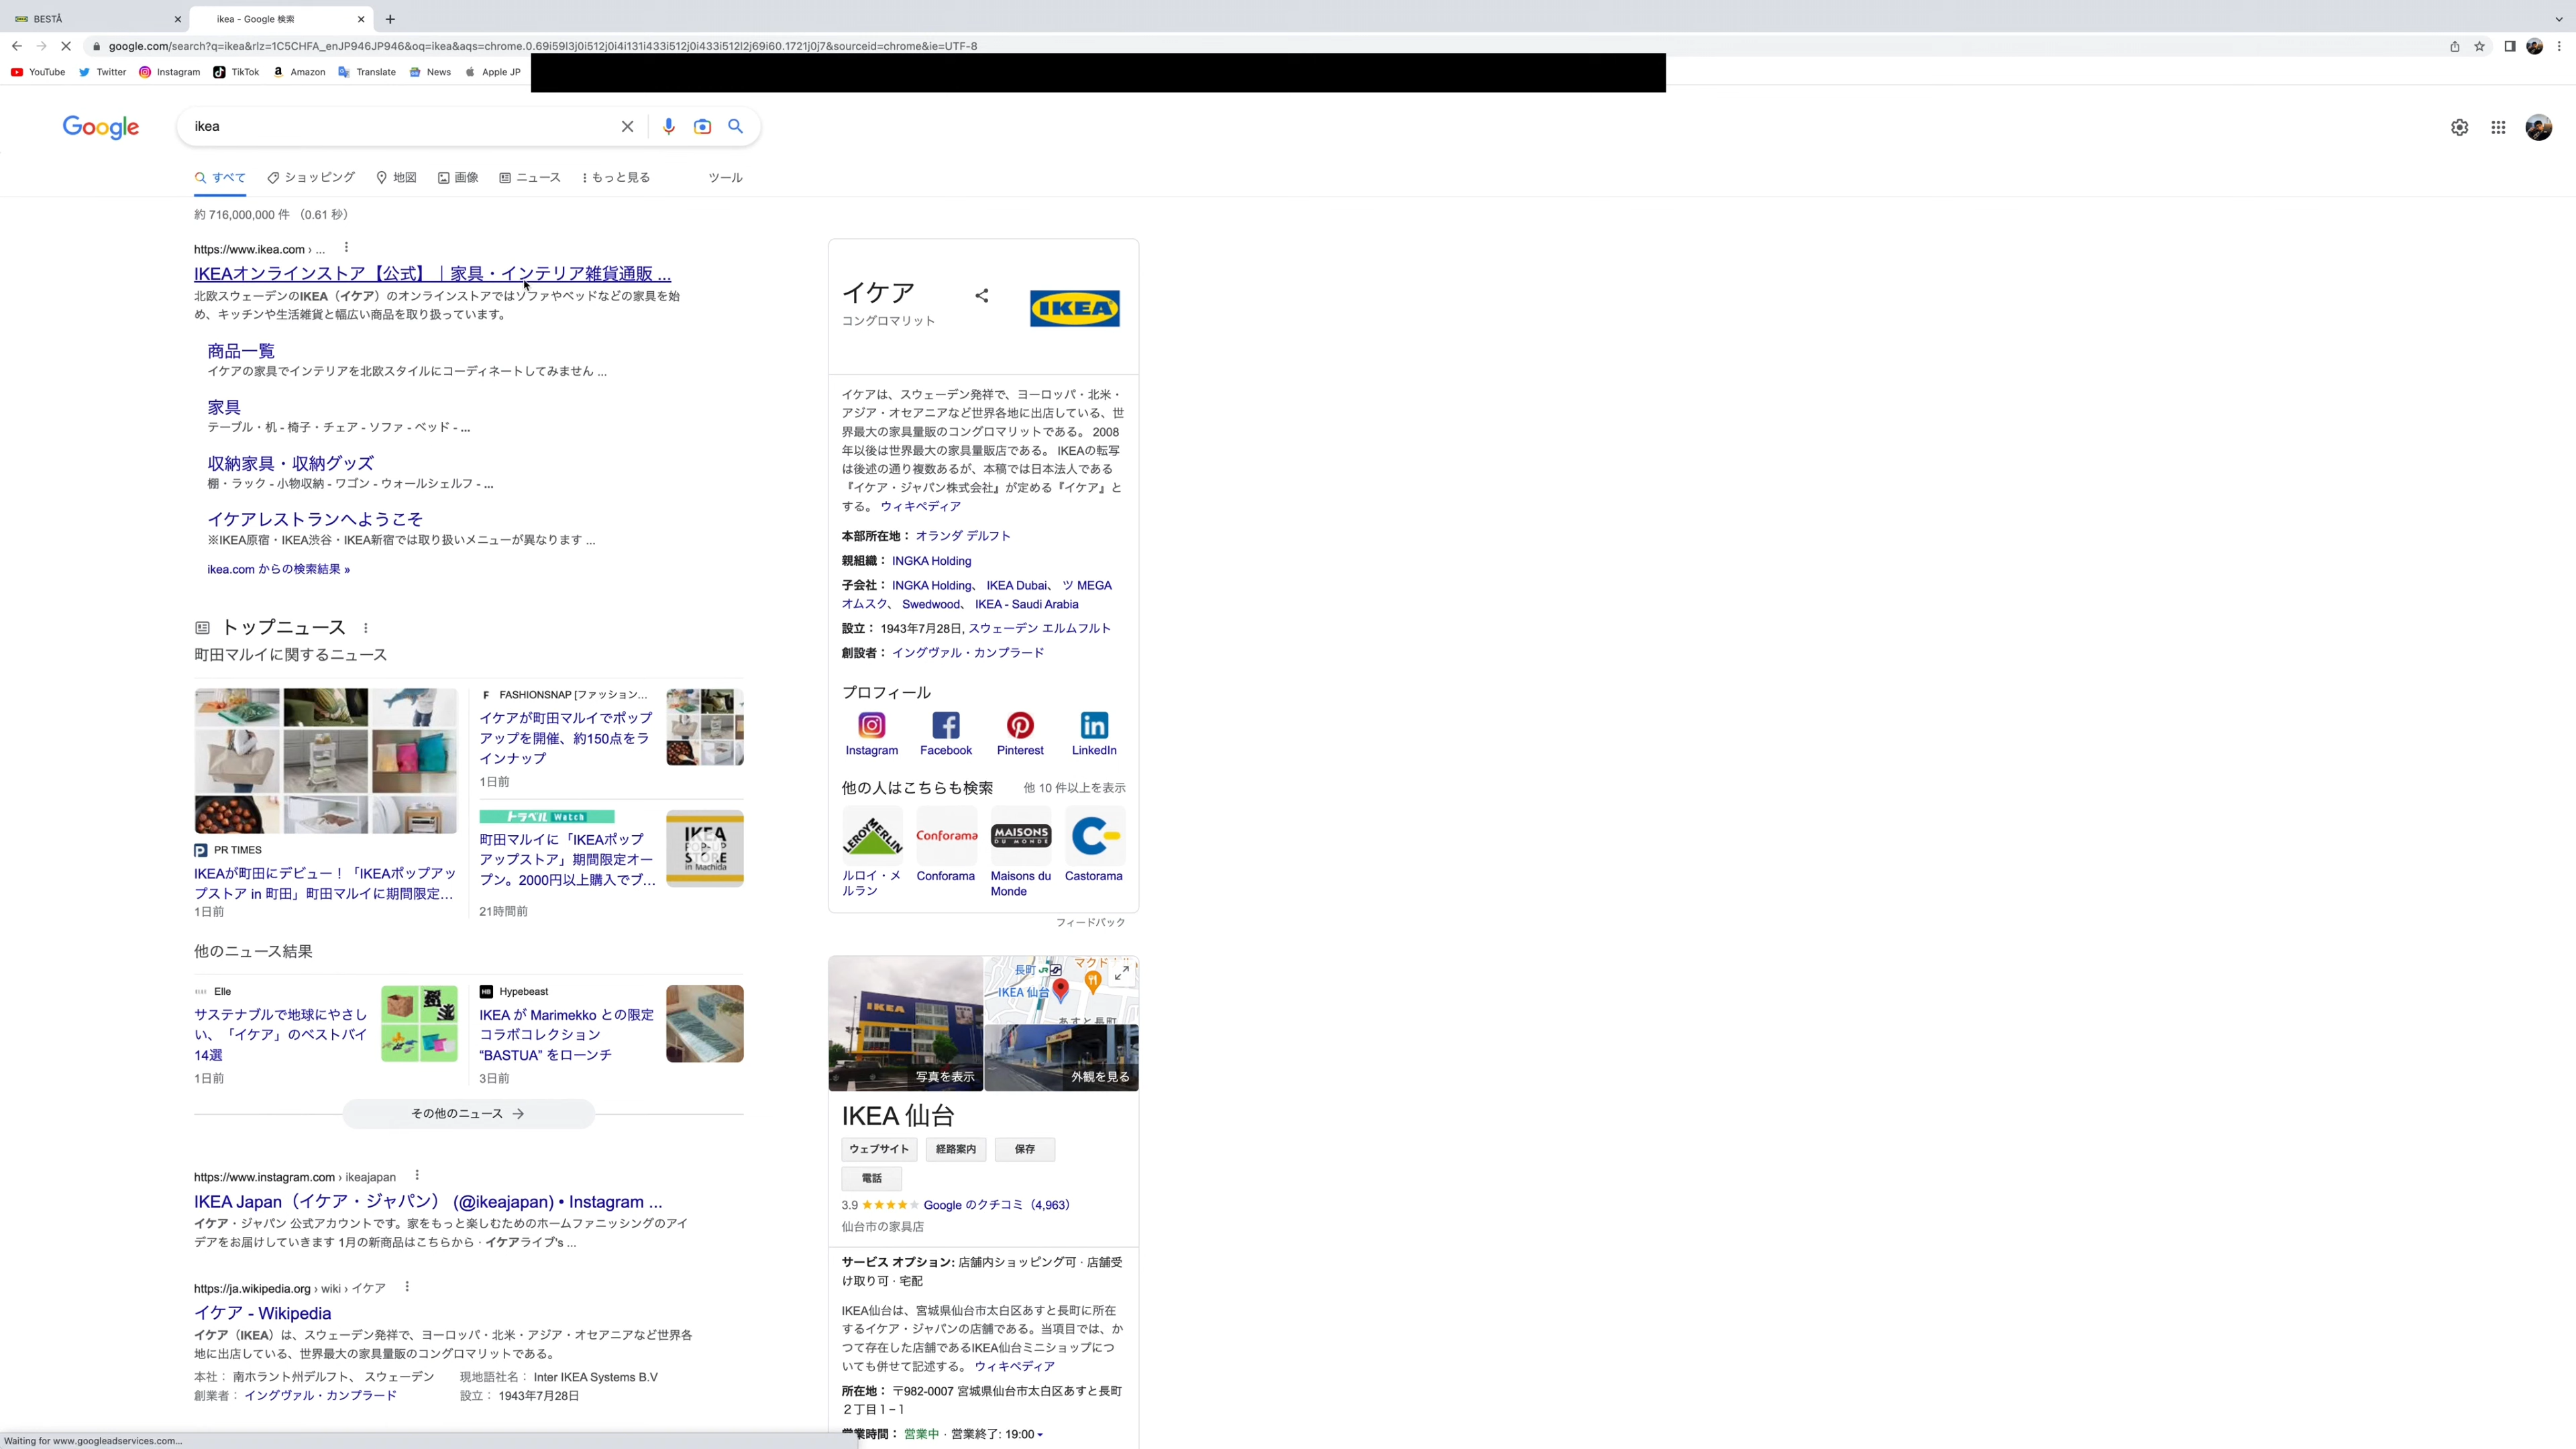 BESTÅ
ikea - Google 検索
google.com/search?q=ikea&rlz=1C5CHFA_enJP946JP946&oq=ikea&aqs=chrome.0.69i59l3j0i512j0i4i131i433i512j0i433i512l2j69i60.1721j0j7&sourceid=chrome&ie=UTF-8
YouTube Twitter Instagram TikTok Amazon Translate News Apple JP
Google
ikea
すべて ショッピング 地図 画像 ニュース もっと見る ツール
約 716,000,000 件 （0.61 秒）
https://www.ikea.com › ...
IKEAオンラインストア【公式】｜家具・インテリア雑貨通販 ...
北欧スウェーデンのIKEA（イケア）のオンラインストアではソファやベッドなどの家具を始
め、キッチンや生活雑貨と幅広い商品を取り扱っています。
商品一覧
イケアの家具でインテリアを北欧スタイルにコーディネートしてみません ...
家具
テーブル・机 - 椅子・チェア - ソファ - ベッド - ...
収納家具・収納グッズ
棚・ラック - 小物収納 - ワゴン - ウォールシェルフ - ...
イケアレストランへようこそ
※IKEA原宿・IKEA渋谷・IKEA新宿では取り扱いメニューが異なります ...
ikea.com からの検索結果 »
トップニュース
町田マルイに関するニュース
PR TIMES
IKEAが町田にデビュー！「IKEAポップアッ
プストア in 町田」町田マルイに期間限定...
1日前
FASHIONSNAP [ファッション...
イケアが町田マルイでポップ
アップを開催、約150点をラ
インナップ
1日前
トラベル Watch
町田マルイに「IKEAポップ
アップストア」期間限定オー
プン。2000円以上購入でブ...
21時間前
IKEA
POP-UP
STORE
in Machida
他のニュース結果
Elle
サステナブルで地球にやさし
い、「イケア」のベストバイ
14選
1日前
HB Hypebeast
IKEA が Marimekko との限定
コラボコレクション
“BASTUA” をローンチ
3日前
その他のニュース →
https://www.instagram.com › ikeajapan
IKEA Japan（イケア・ジャパン） (@ikeajapan) • Instagram ...
イケア・ジャパン 公式アカウントです。家をもっと楽しむためのホームファニッシングのアイ
デアをお届けしていきます 1月の新商品はこちらから · イケアライブ's ...
https://ja.wikipedia.org › wiki › イケア
イケア - Wikipedia
イケア（IKEA）は、スウェーデン発祥で、ヨーロッパ・北米・アジア・オセアニアなど世界各
地に出店している、世界最大の家具量販のコングロマリットである。
本社： 南ホラント州デルフト、 スウェーデン 現地語社名： Inter IKEA Systems B.V
創業者： イングヴァル・カンプラード 設立： 1943年7月28日
Waiting for www.googleadservices.com...
イケア
コングロマリット
IKEA
イケアは、スウェーデン発祥で、ヨーロッパ・北米・
アジア・オセアニアなど世界各地に出店している、世
界最大の家具量販のコングロマリットである。 2008
年以後は世界最大の家具量販店である。 IKEAの転写
は後述の通り複数あるが、本稿では日本法人である
『イケア・ジャパン株式会社』が定める『イケア』と
する。 ウィキペディア
本部所在地： オランダ デルフト
親組織： INGKA Holding
子会社： INGKA Holding、 IKEA Dubai、 ツ MEGA
オムスク、 Swedwood、 IKEA - Saudi Arabia
設立： 1943年7月28日, スウェーデン エルムフルト
創設者： イングヴァル・カンプラード
プロフィール
Instagram Facebook Pinterest LinkedIn
他の人はこちらも検索 他 10 件以上を表示
LEROY MERLIN Conforama MAISONS DU MONDE
ルロイ・メ
ルラン
Conforama
Maisons du
Monde
Castorama
フィードバック
IKEA
写真を表示
長町 JR
マクド
IKEA 仙台
あすと長町
外観を見る
IKEA 仙台
ウェブサイト 経路案内 保存
電話
3.9 ★★★★★ Google のクチコミ（4,963）
仙台市の家具店
サービス オプション: 店舗内ショッピング可 · 店舗受
け取り可 · 宅配
IKEA仙台は、宮城県仙台市太白区あすと長町に所在
するイケア・ジャパンの店舗である。当項目では、か
つて存在した店舗であるIKEA仙台ミニショップにつ
いても併せて記述する。 ウィキペディア
所在地： 〒982-0007 宮城県仙台市太白区あすと長町
２丁目１−１
業時間： 営業中 · 営業終了: 19:00